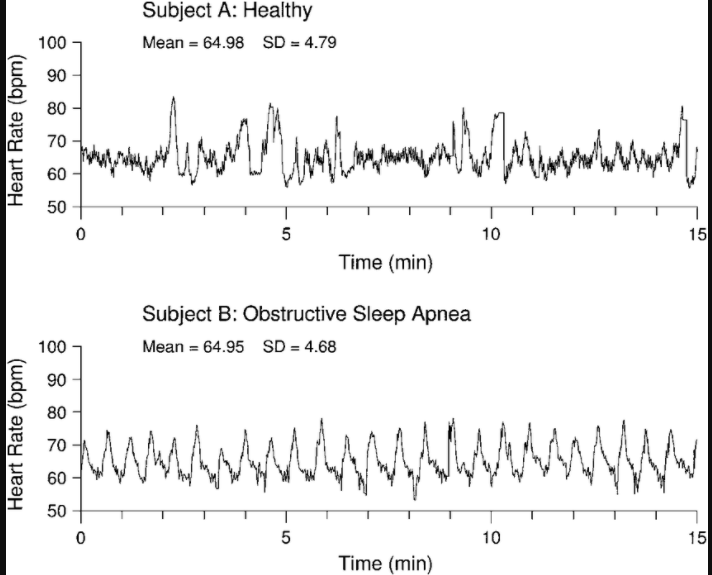 Subject A: Healthy
Mean = 64.98 SD = 4.79
Heart Rate (bpm)
100
90
80
70
60
50
0 5 10 15
Time (min)
Subject B: Obstructive Sleep Apnea
Mean = 64.95 SD = 4.68
Heart Rate (bpm)
100
90
80
70
60
50
0 5 10 15
Time (min)